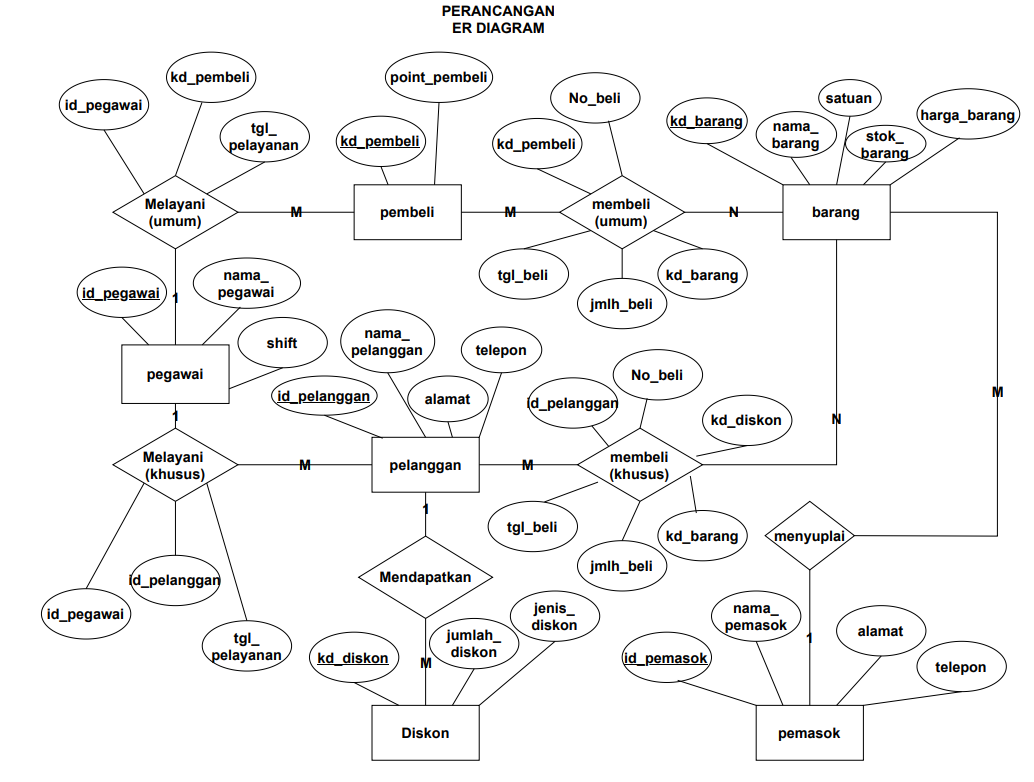 PERANCANGAN
ER DIAGRAM
id_pegawai
kd_pembeli
tgl_
pelayanan
point_pembeli
kd_pembeli
No_beli
kd_pembeli
kd_barang
nama_
barang
satuan
stok_
barang
harga_barang
Melayani
(umum)
M
pembeli
M
membeli
(umum)
N
barang
tgl_beli
jmlh_beli
kd_barang
id_pegawai
nama_
pegawai
1
shift
pegawai
nama_
pelanggan
telepon
id_pelanggan
alamat
No_beli
id_pelanggan
kd_diskon
M
N
1
Melayani
(khusus)
M
pelanggan
M
membeli
(khusus)
1
tgl_beli
jmlh_beli
kd_barang
menyuplai
Mendapatkan
id_pegawai
id_pelanggan
tgl_
pelayanan
kd_diskon
jumlah_
diskon
jenis_
diskon
M
nama_
pemasok
1
alamat
id_pemasok
telepon
Diskon
pemasok